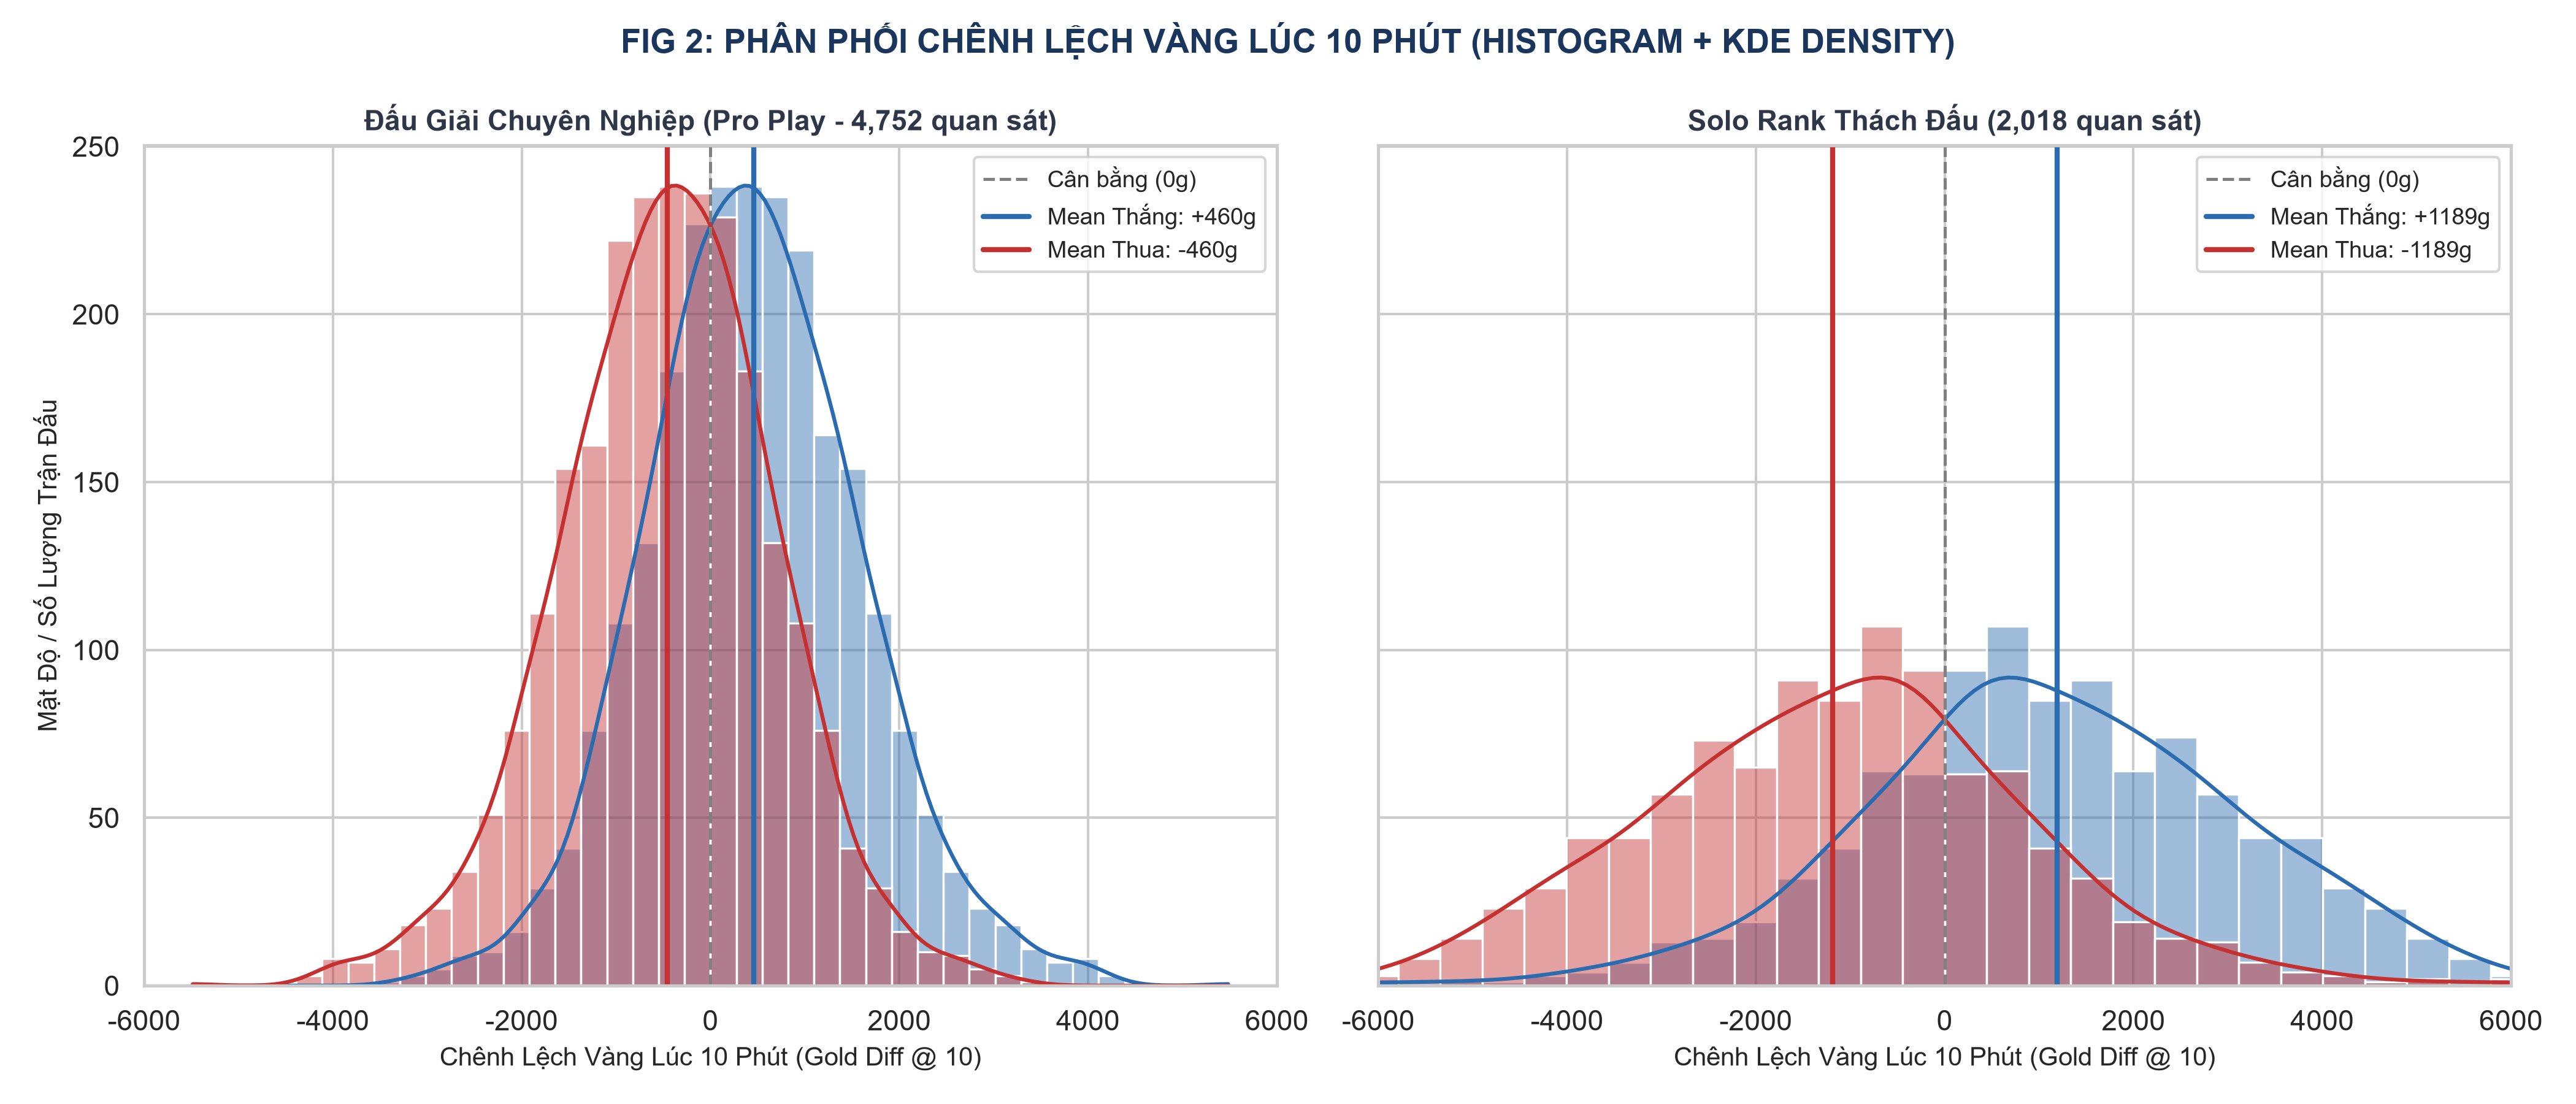 FIG 2: PHÂN PHỐI CHÊNH LỆCH VÀNG LÚC 10 PHÚT (HISTOGRAM + KDE DENSITY)
Đấu Giải Chuyên Nghiệp (Pro Play - 4,752 quan sát)
Mật Độ / Số Lượng Trận Đấu
250
200
150
100
50
0
Cân bằng (0g)
Mean Thắng: +460g
Mean Thua: -460g
-6000 -4000 -2000 0 2000 4000 6000
Chênh Lệch Vàng Lúc 10 Phút (Gold Diff @ 10)
Solo Rank Thách Đấu (2,018 quan sát)
Cân bằng (0g)
Mean Thắng: +1189g
Mean Thua: -1189g
-6000 -4000 -2000 0 2000 4000 6000
Chênh Lệch Vàng Lúc 10 Phút (Gold Diff @ 10)